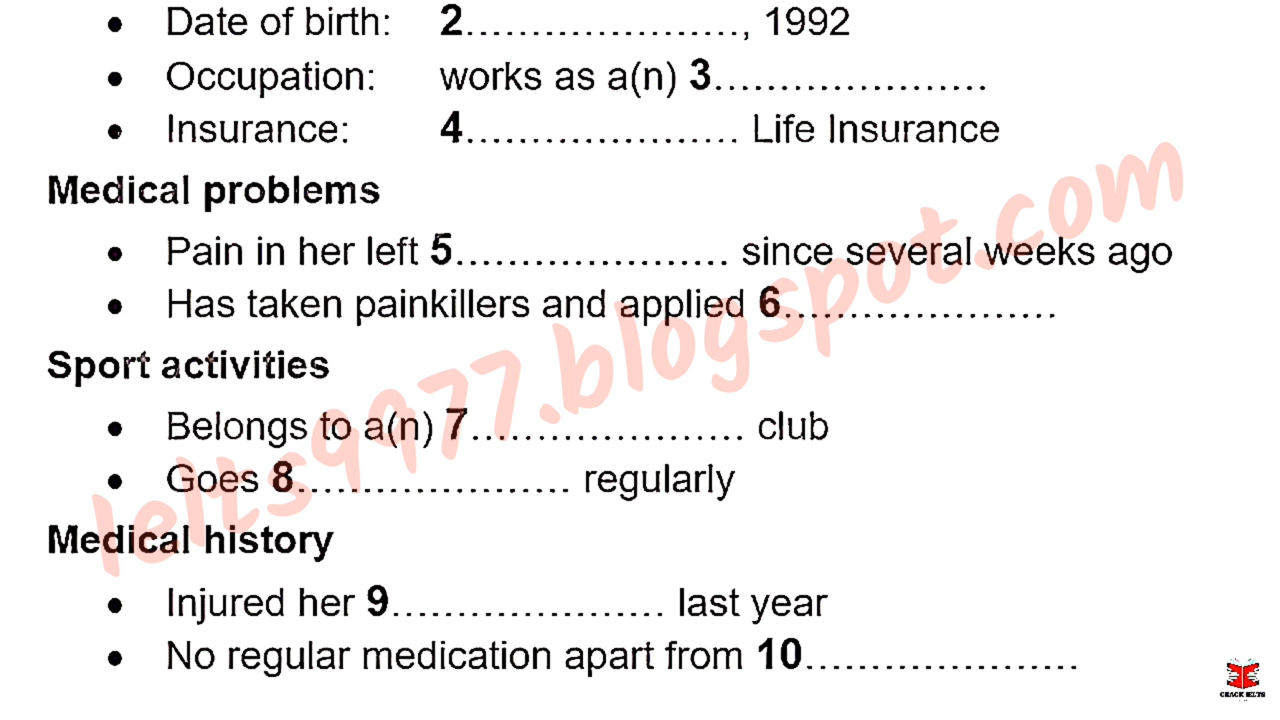 • Date of birth: 2....................., 1992
• Occupation: works as a(n) 3.....................
• Insurance: 4..................... Life Insurance
Medical problems
• Pain in her left 5..................... since several weeks ago
• Has taken painkillers and applied 6.....................
Sport activities
• Belongs to a(n) 7..................... club
• Goes 8..................... regularly
Medical history
• Injured her 9..................... last year
• No regular medication apart from 10.....................
Ielts9977.blogspot.com
CRACK IELTS